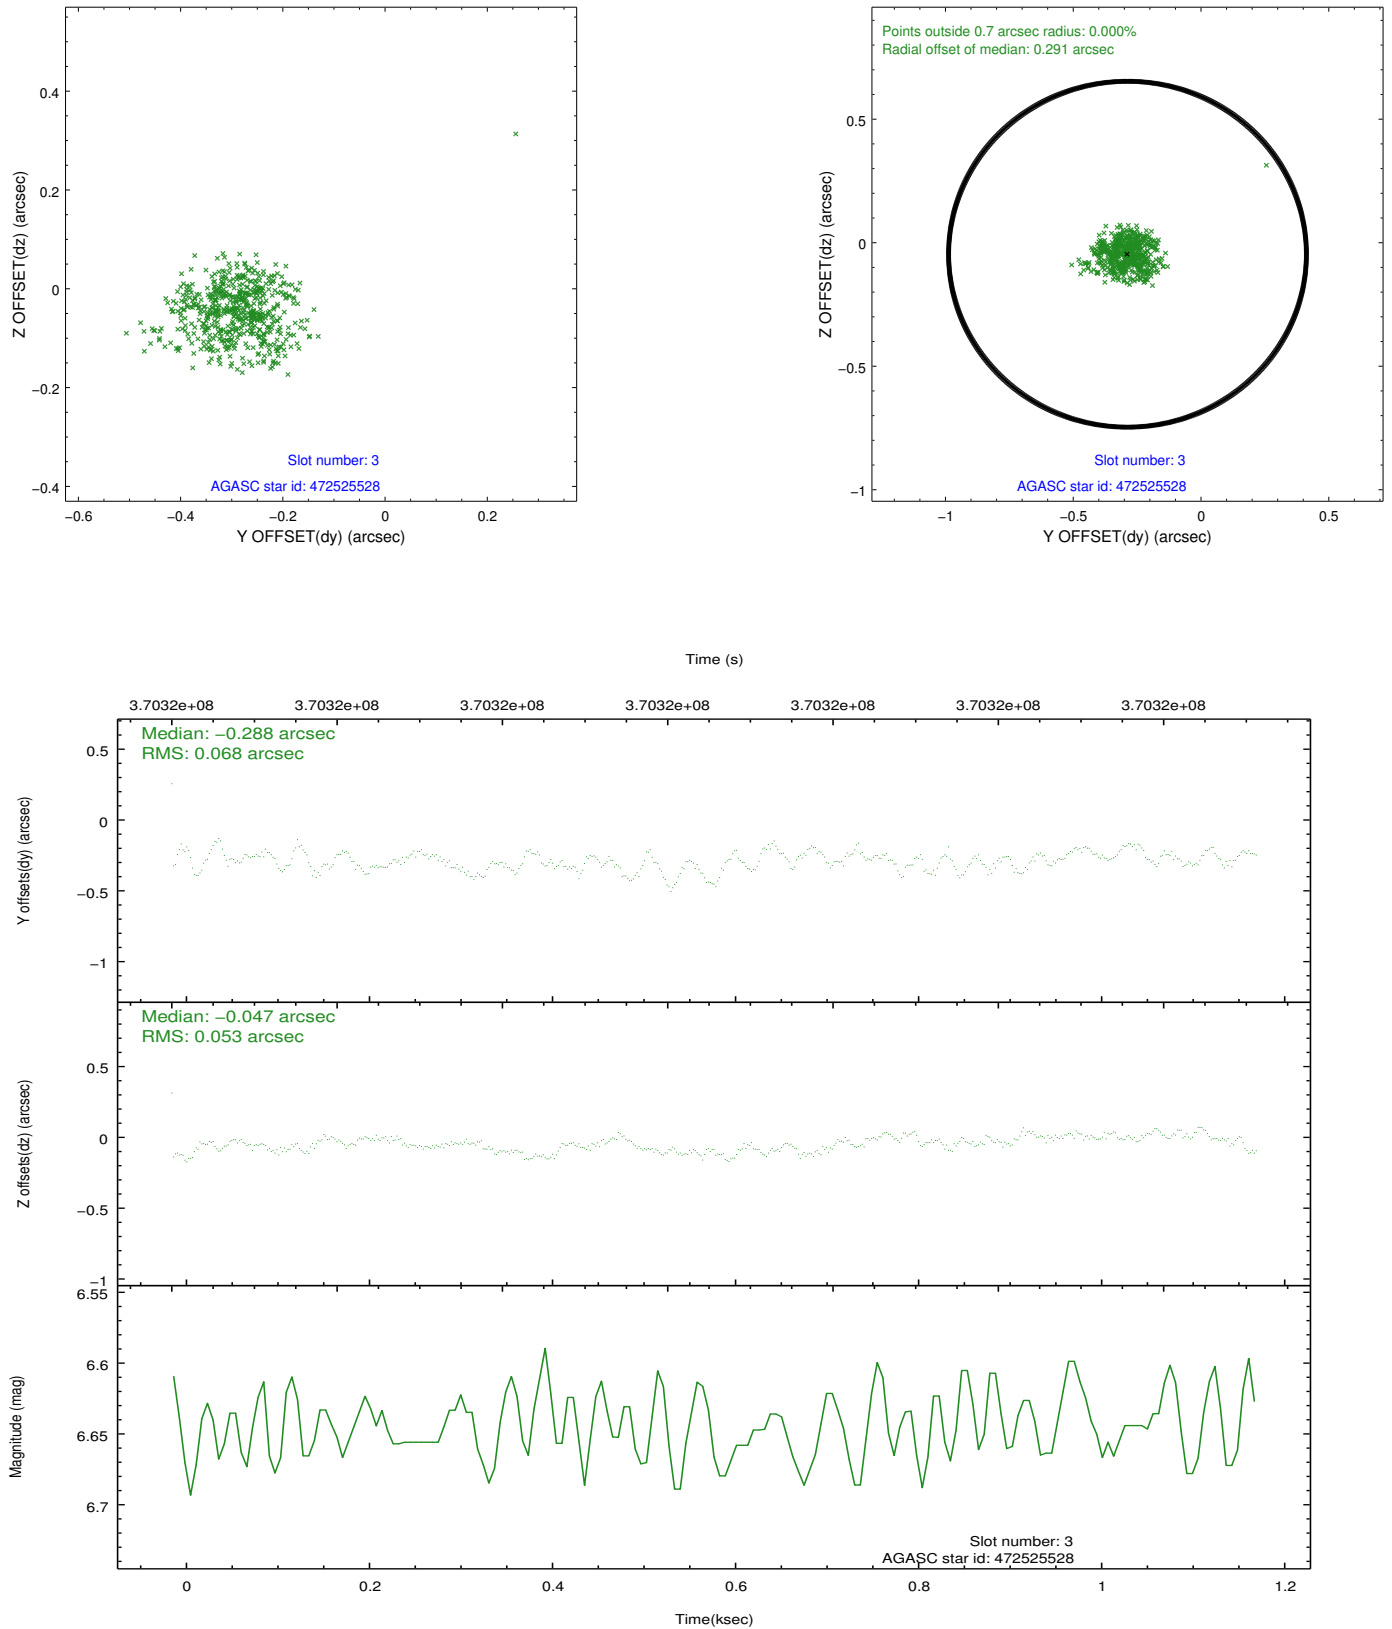 0.4
0.2
0
−0.2
−0.4
Z OFFSET(dz) (arcsec)
Slot number: 3
AGASC star id: 472525528
−0.6
−0.4
−0.2
0
0.2
Y OFFSET(dy) (arcsec)
Points outside 0.7 arcsec radius: 0.000%
Radial offset of median: 0.291 arcsec
0.5
0
−0.5
−1
Z OFFSET(dz) (arcsec)
Slot number: 3
AGASC star id: 472525528
−1
−0.5
0
0.5
Y OFFSET(dy) (arcsec)
Time (s)
3.7032e+08 3.7032e+08 3.7032e+08 3.7032e+08 3.7032e+08 3.7032e+08 3.7032e+08
Median: −0.288 arcsec
RMS: 0.068 arcsec
0.5
0
−0.5
−1
Y offsets(dy) (arcsec)
Median: −0.047 arcsec
RMS: 0.053 arcsec
0.5
0
−0.5
−1
Z offsets(dz) (arcsec)
6.55
6.6
6.65
6.7
Magnitude (mag)
Slot number: 3
AGASC star id: 472525528
0 0.2 0.4 0.6 0.8 1 1.2
Time(ksec)